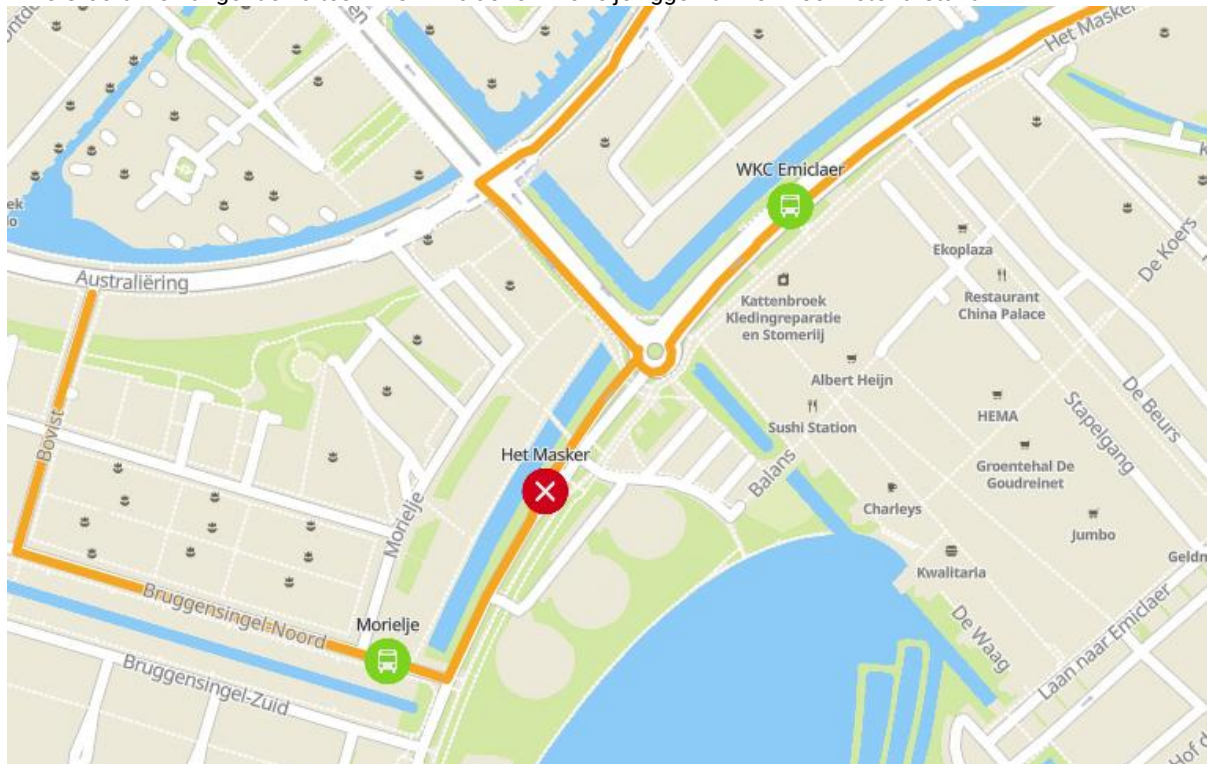 Het Masker
WKC Emiclaer
De Koers
Ekoplaza
Restaurant
China Palace
Australiëring
Kattenbroek
Kledingreparatie
en Stomerij
Albert Heijn
De Beurs
HEMA
Stapelgang
Sushi Station
Bovist
Het Masker
Groentehal De
Goudreinet
Balans
Charleys
Jumbo
Morielje
Kwalitaria
Bruggensingel-Noord
Morielje
De Waag
Laan naar Emiclaer
Bruggensingel-Zuid